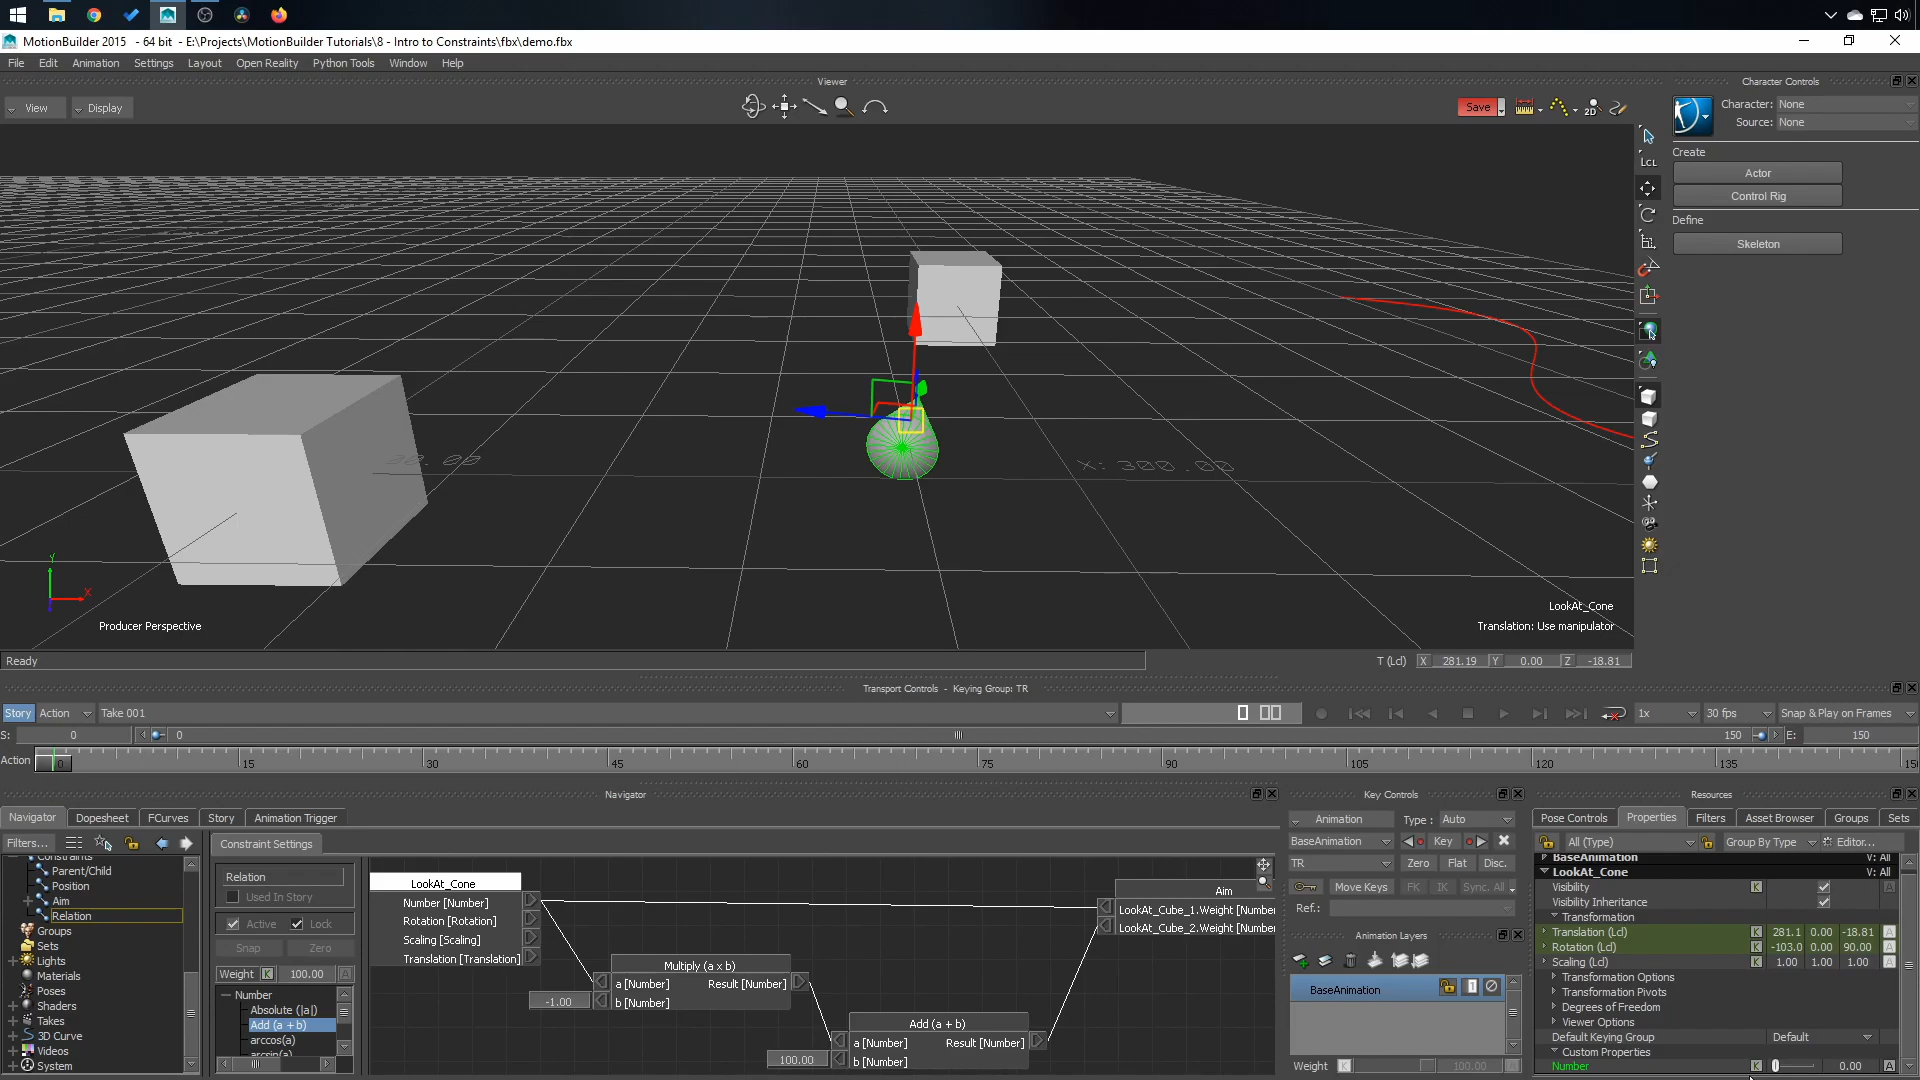 MotionBuilder 2015 - 64 bit - E:\Projects\MotionBuilder Tutorials\8 - Intro to Constraints\fbx\demo.fbx
File Edit Animation Settings Layout Open Reality Python Tools Window Help
Viewer
Character Controls
View Display
Save
2D
Character: None
Source: None
LCL
Create
Actor
Control Rig
Define
Skeleton
X: 300.00
Y
X
Producer Perspective
LookAt_Cone
Translation: Use manipulator
Ready
T (Lcl) X 281.19 Y 0.00 Z -18.81
Transport Controls - Keying Group: TR
Story Action Take 001
1x 30 fps Snap & Play on Frames
S: 0 0 150 E: 150
Action 0 15 30 45 60 75 90 105 120 135
Navigator
Key Controls
Resources
Navigator Dopesheet FCurves Story Animation Trigger
Filters...
Constraints
Parent/Child
Position
Aim
Relation
Groups
Sets
Lights
Materials
Poses
Shaders
Takes
3D Curve
Videos
System
Constraint Settings
Relation
Used In Story
Active Lock
Snap Zero
Weight K 100.00 A
Number
Absolute (|a|)
Add (a + b)
arccos(a)
arcsin(a)
LookAt_Cone
Number [Number]
Rotation [Rotation]
Scaling [Scaling]
Translation [Translation]
Multiply (a x b)
a [Number] Result [Number]
-1.00 b [Number]
Add (a + b)
a [Number] Result [Number]
100.00 b [Number]
Aim
LookAt_Cube_1.Weight [Number
LookAt_Cube_2.Weight [Number
Animation Type : Auto
BaseAnimation Key
TR Zero Flat Disc.
Move Keys FK IK Sync. All
Ref.:
Animation Layers
BaseAnimation 1
Weight K 100.00 A
Pose Controls Properties Filters Asset Browser Groups Sets
All (Type) Group By Type Editor...
BaseAnimation V: All
LookAt_Cone V: All
Visibility K A
Visibility Inheritance
Transformation
Translation (Lcl) K 281.1 0.00 -18.81 A
Rotation (Lcl) K -103.0 0.00 90.00 A
Scaling (Lcl) K 1.00 1.00 1.00 A
Transformation Options
Transformation Pivots
Degrees of Freedom
Viewer Options
Default Keying Group Default
Custom Properties
Number K 0.00 A